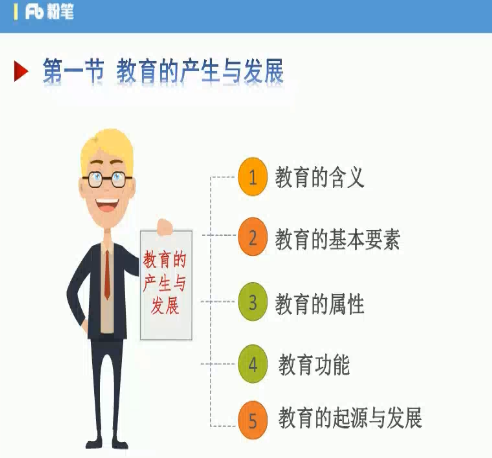 Fb 粉笔
第一节 教育的产生与发展
教育的
产生与
发展
1 教育的含义
2 教育的基本要素
3 教育的属性
4 教育功能
5 教育的起源与发展